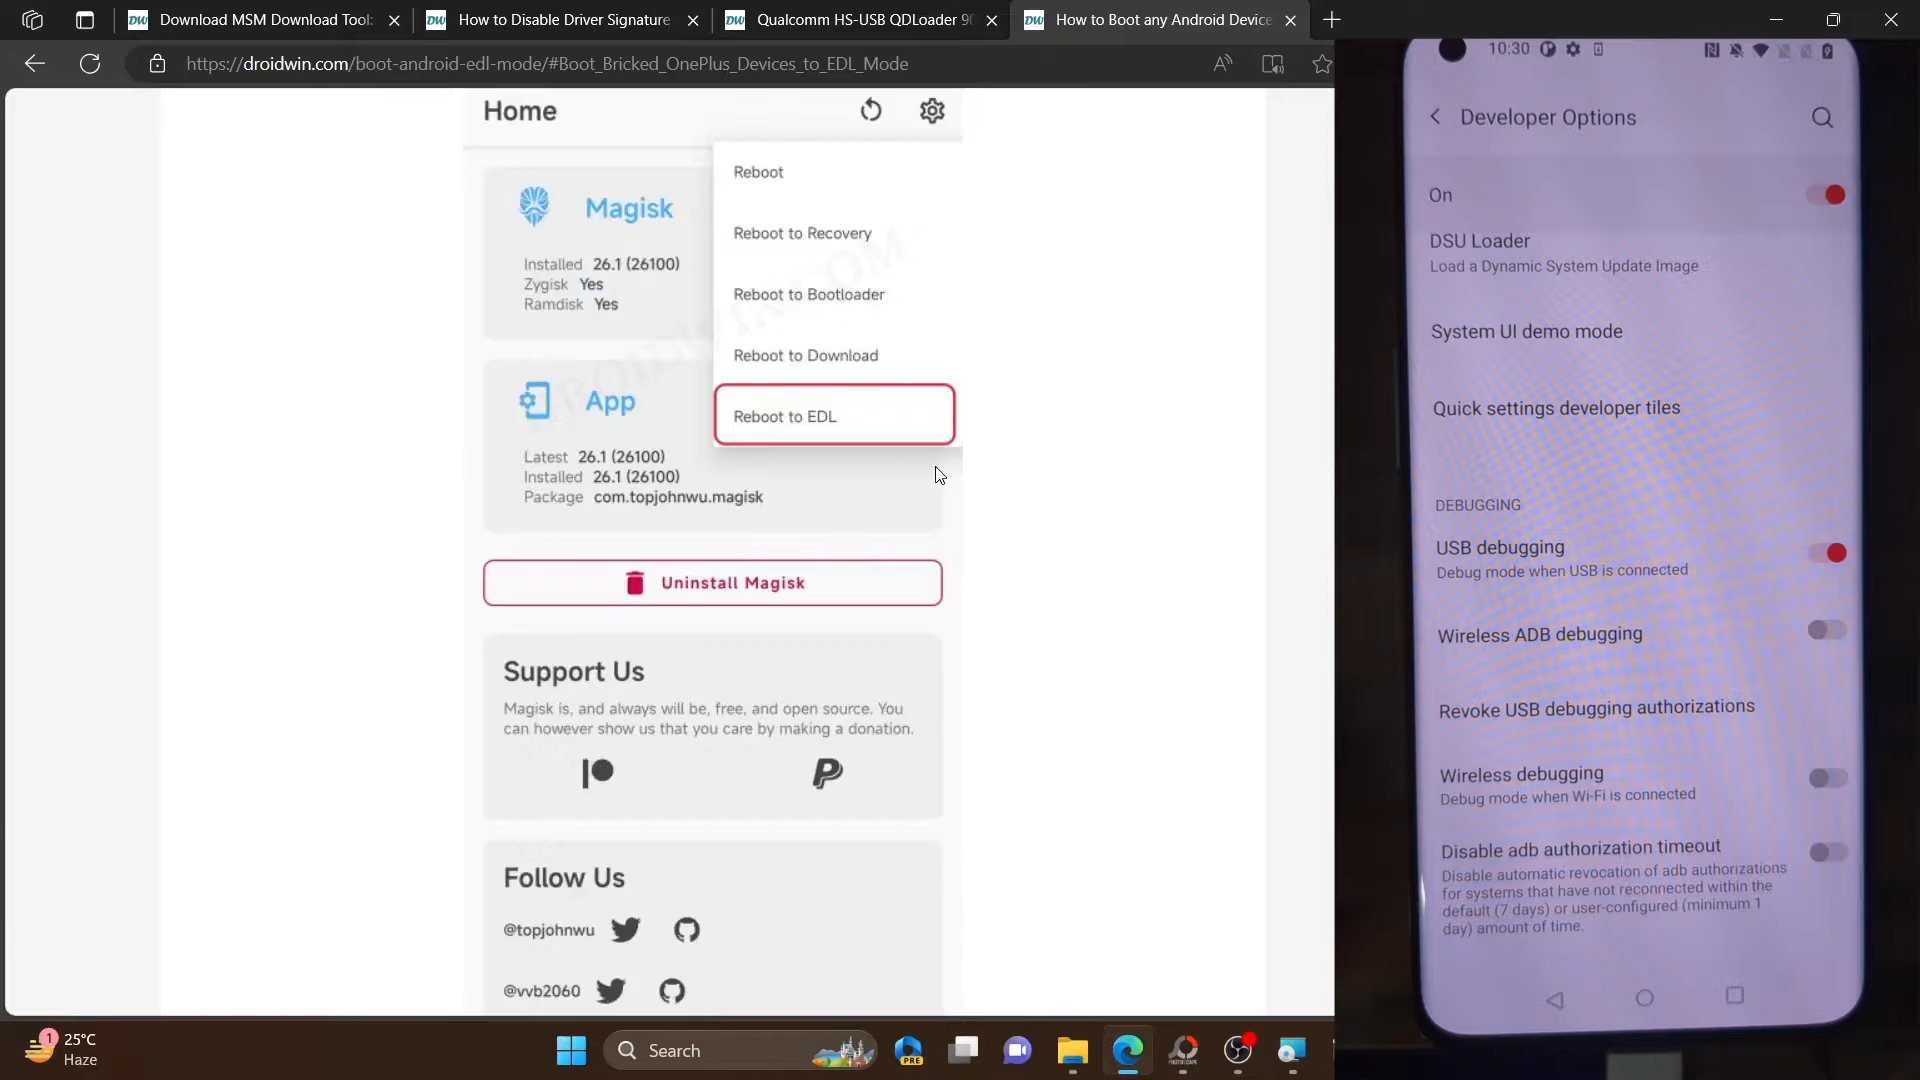 Download MSM Download Tool:
How to Disable Driver Signature
Qualcomm HS-USB QDLoader 90
How to Boot any Android Device
https://droidwin.com/boot-android-edl-mode/#Boot_Bricked_OnePlus_Devices_to_EDL_Mode
Home
Reboot
Reboot to Recovery
Reboot to Bootloader
Reboot to Download
Reboot to EDL
Magisk
Installed 26.1 (26100)
Zygisk Yes
Ramdisk Yes
App
Latest 26.1 (26100)
Installed 26.1 (26100)
Package com.topjohnwu.magisk
Uninstall Magisk
Support Us
Magisk is, and always will be, free, and open source. You
can however show us that you care by making a donation.
Follow Us
@topjohnwu
@vvb2060
10:30
Developer Options
On
DSU Loader
Load a Dynamic System Update Image
System UI demo mode
Quick settings developer tiles
DEBUGGING
USB debugging
Debug mode when USB is connected
Wireless ADB debugging
Revoke USB debugging authorizations
Wireless debugging
Debug mode when Wi-Fi is connected
Disable adb authorization timeout
Disable automatic revocation of adb authorizations
for systems that have not reconnected within the
default (7 days) or user-configured (minimum 1
day) amount of time.
1
25°C
Haze
Search
PRE